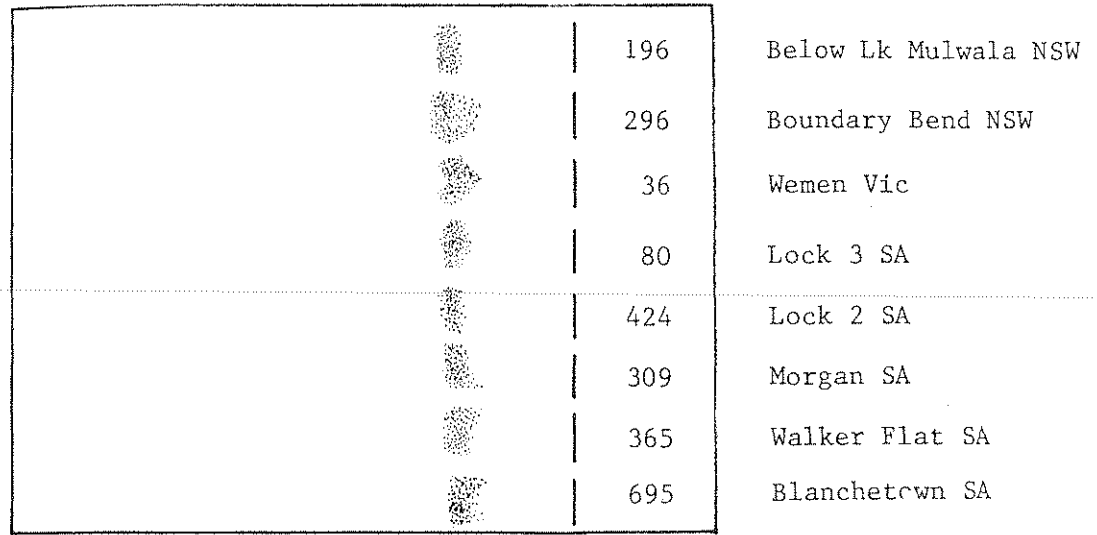 196 Below Lk Mulwala NSW
296 Boundary Bend NSW
36 Wemen Vic
80 Lock 3 SA
424 Lock 2 SA
309 Morgan SA
365 Walker Flat SA
695 Blanchetown SA